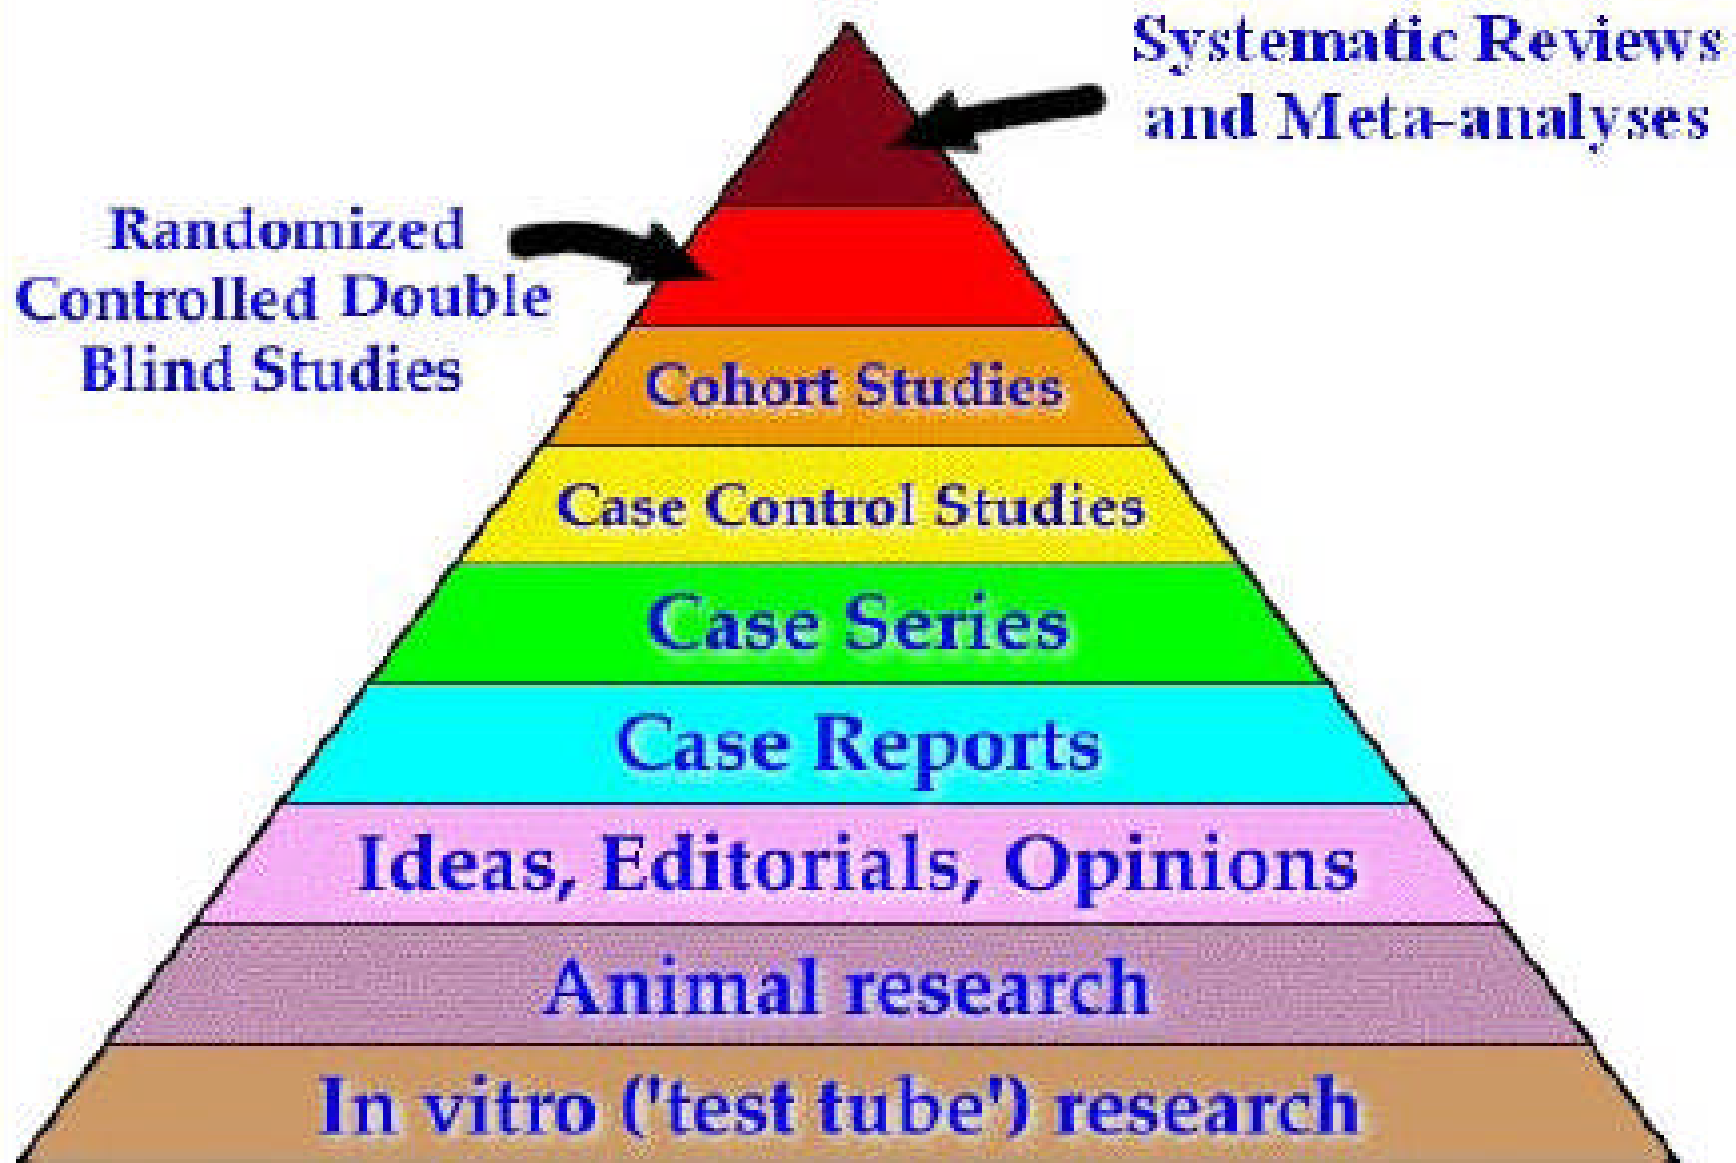 Systematic Reviews
and Meta-analyses
Randomized
Controlled Double
Blind Studies
Cohort Studies
Case Control Studies
Case Series
Case Reports
Ideas, Editorials, Opinions
Animal research
In vitro ('test tube') research